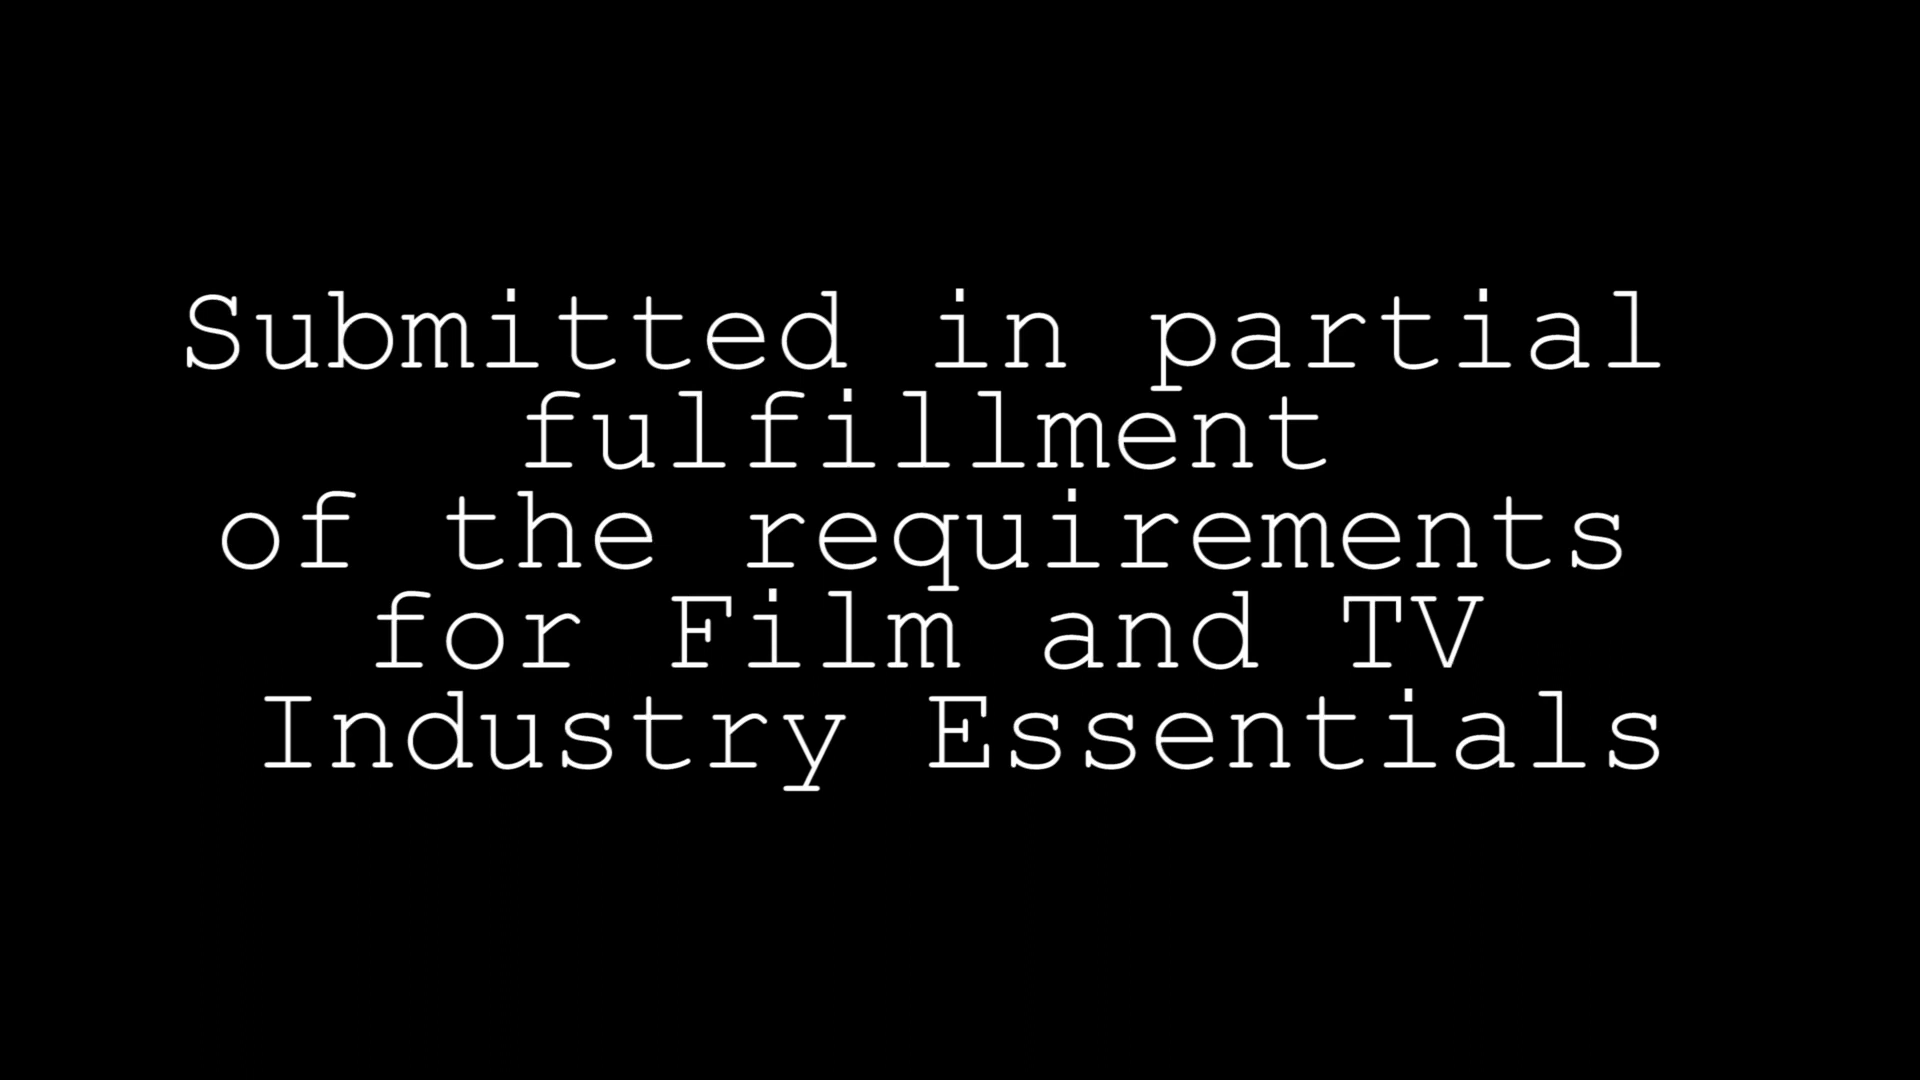 Submitted in partial
fulfillment
of the requirements
for Film and TV
Industry Essentials